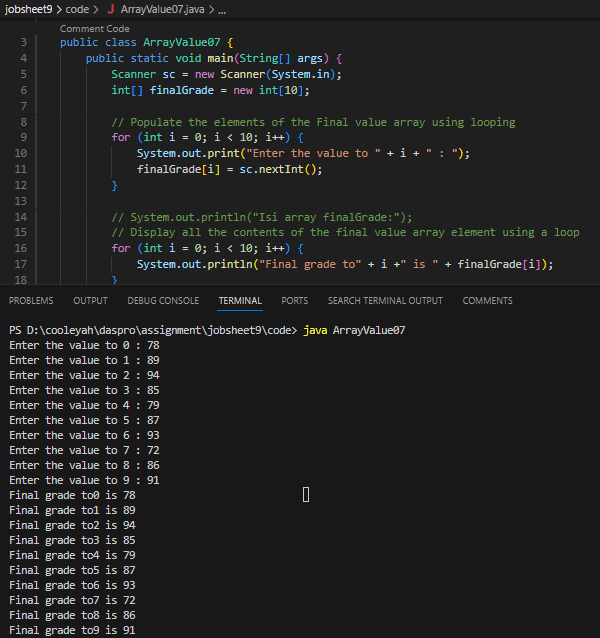 jobsheet9 > code > J ArrayValue07.java > ...
Comment Code
3 public class ArrayValue07 {
4 public static void main(String[] args) {
5 Scanner sc = new Scanner(System.in);
6 int[] finalGrade = new int[10];
7
8 // Populate the elements of the Final value array using looping
9 for (int i = 0; i < 10; i++) {
10 System.out.print("Enter the value to " + i + " : ");
11 finalGrade[i] = sc.nextInt();
12 }
13
14 // System.out.println("Isi array finalGrade:");
15 // Display all the contents of the final value array element using a loop
16 for (int i = 0; i < 10; i++) {
17 System.out.println("Final grade to" + i +" is " + finalGrade[i]);
18 }
PROBLEMS OUTPUT DEBUG CONSOLE TERMINAL PORTS SEARCH TERMINAL OUTPUT COMMENTS
PS D:\cooleyah\daspro\assignment\jobsheet9\code> java ArrayValue07
Enter the value to 0 : 78
Enter the value to 1 : 89
Enter the value to 2 : 94
Enter the value to 3 : 85
Enter the value to 4 : 79
Enter the value to 5 : 87
Enter the value to 6 : 93
Enter the value to 7 : 72
Enter the value to 8 : 86
Enter the value to 9 : 91
Final grade to0 is 78
Final grade to1 is 89
Final grade to2 is 94
Final grade to3 is 85
Final grade to4 is 79
Final grade to5 is 87
Final grade to6 is 93
Final grade to7 is 72
Final grade to8 is 86
Final grade to9 is 91